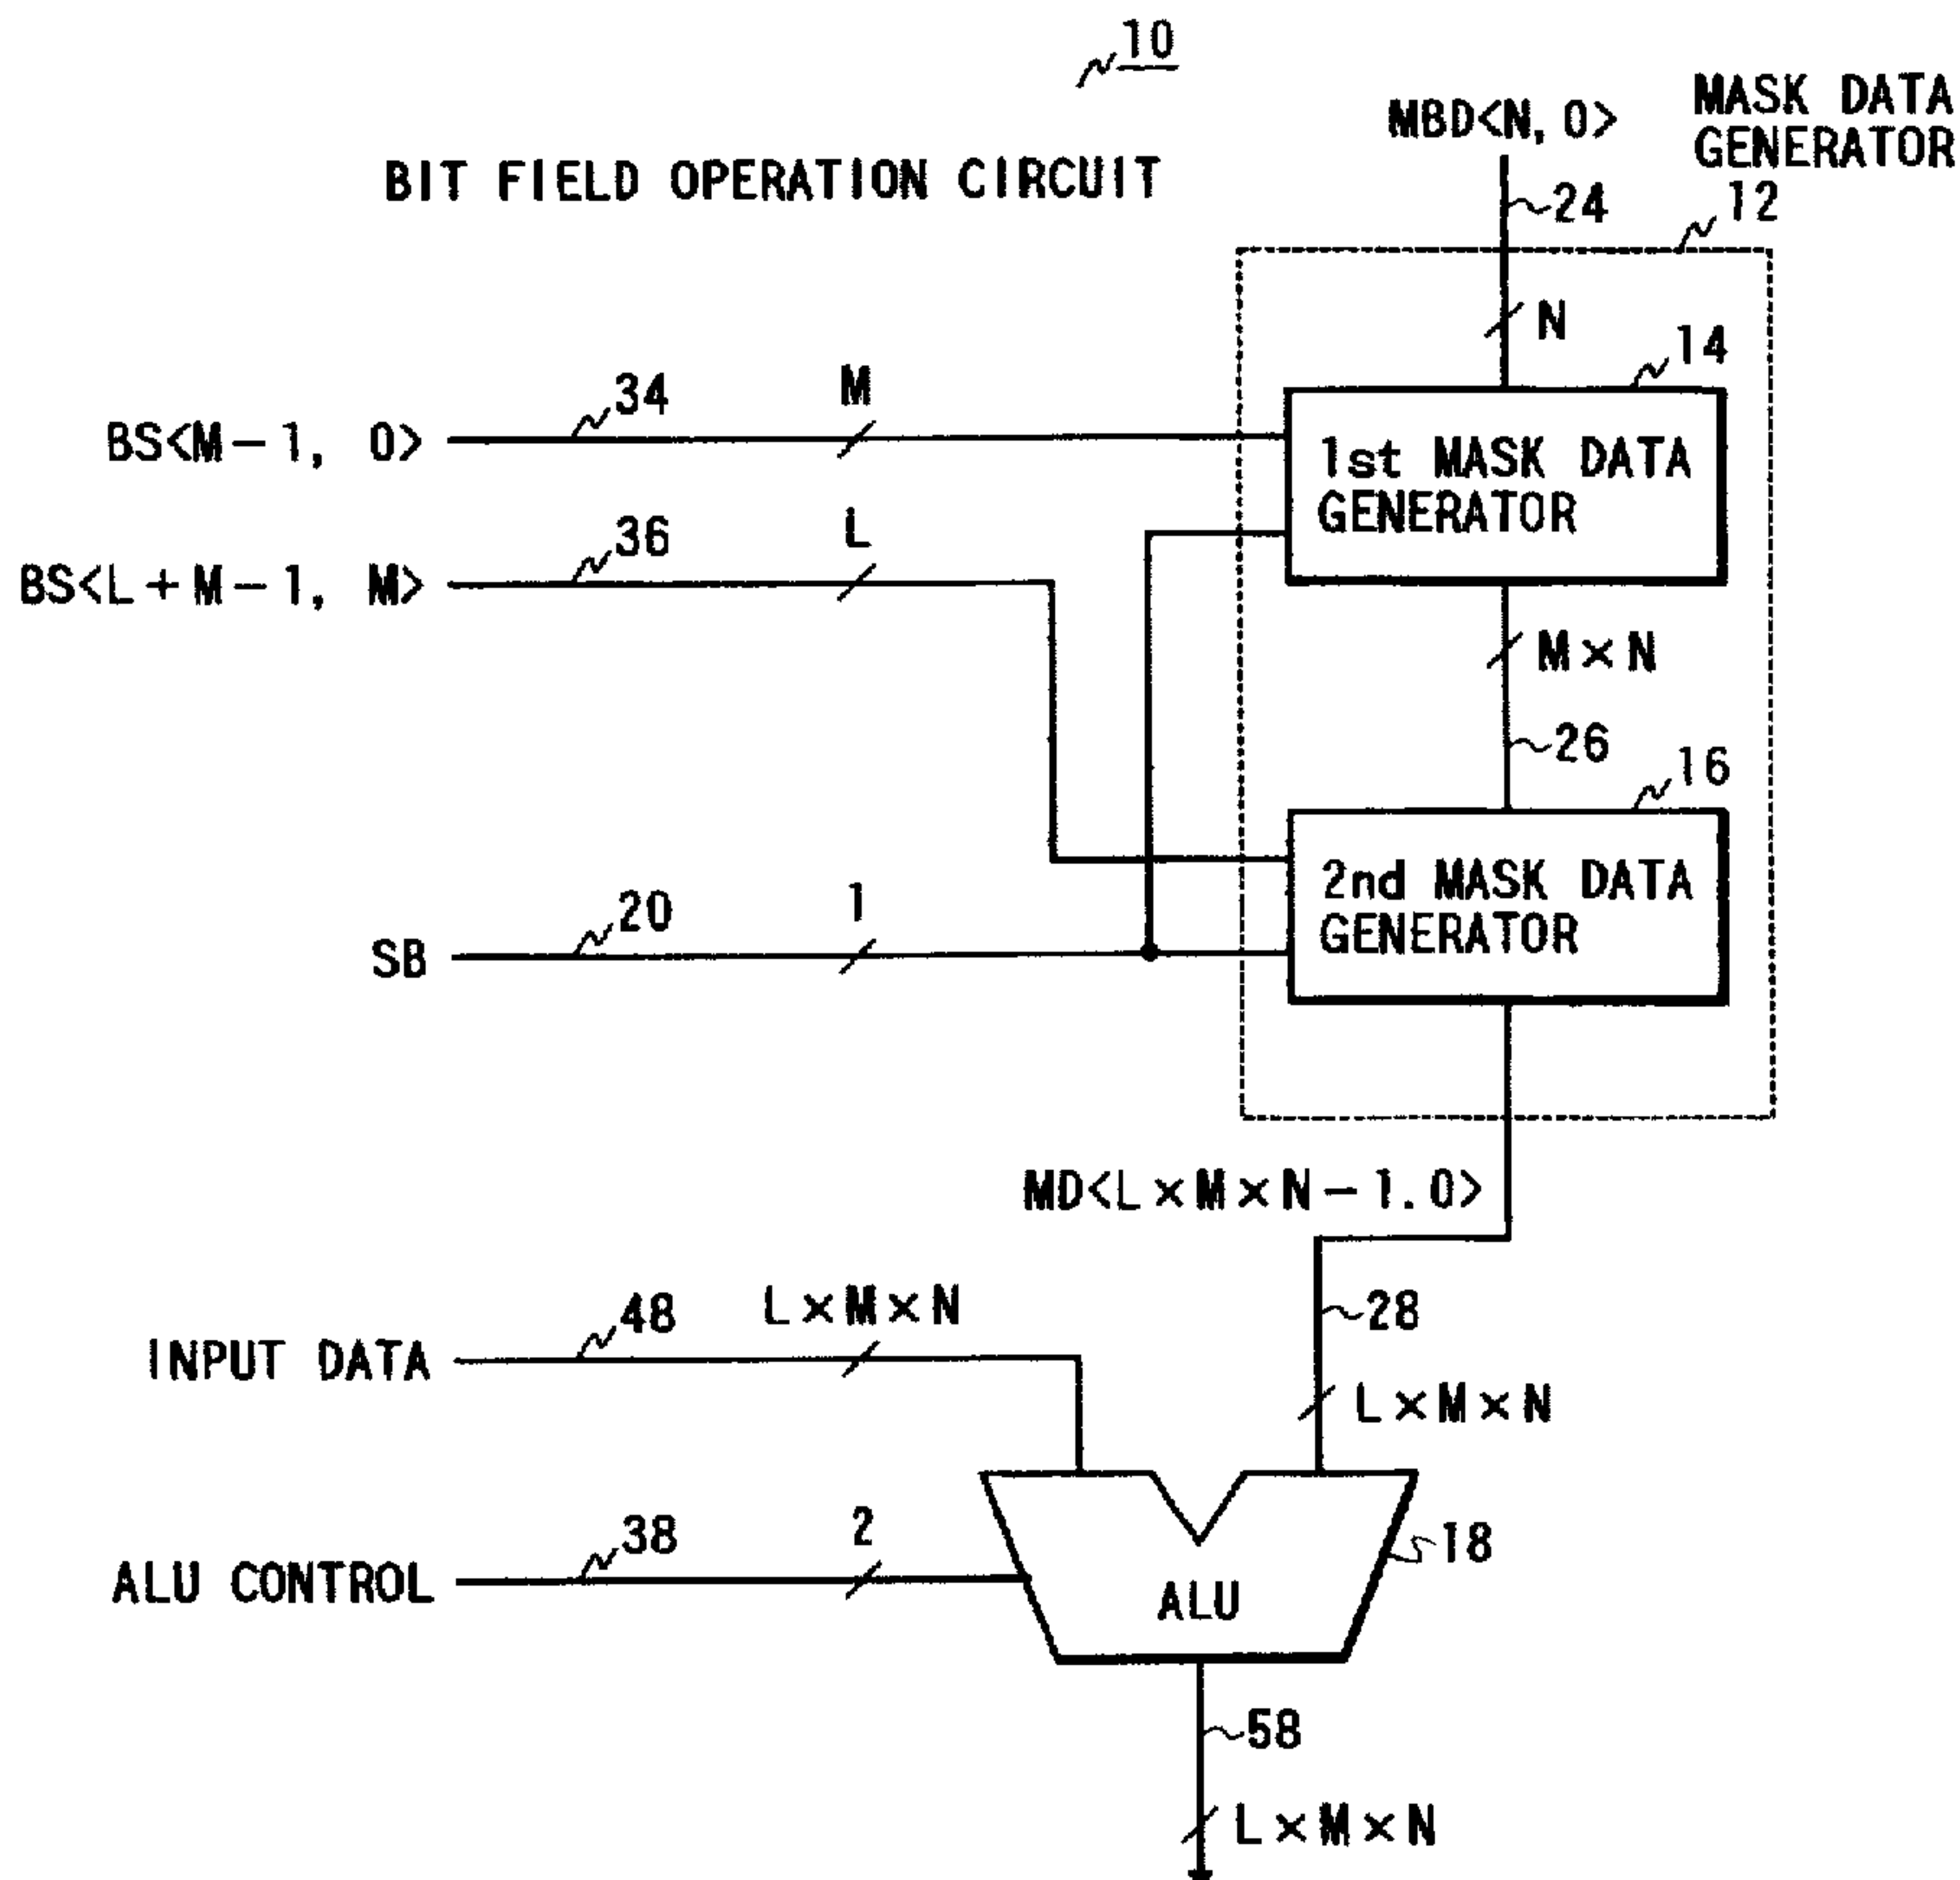 10
MBD<N, 0>
MASK DATA
GENERATOR
BIT FIELD OPERATION CIRCUIT
24
12
N
14
BS<M-1, 0>
34
M
1st MASK DATA
GENERATOR
BS<L+M-1, M>
36
L
M×N
26
16
2nd MASK DATA
GENERATOR
SB
20
1
MD<L×M×N-1.0>
INPUT DATA
48
L×M×N
28
L×M×N
ALU CONTROL
38
2
18
ALU
58
L×M×N